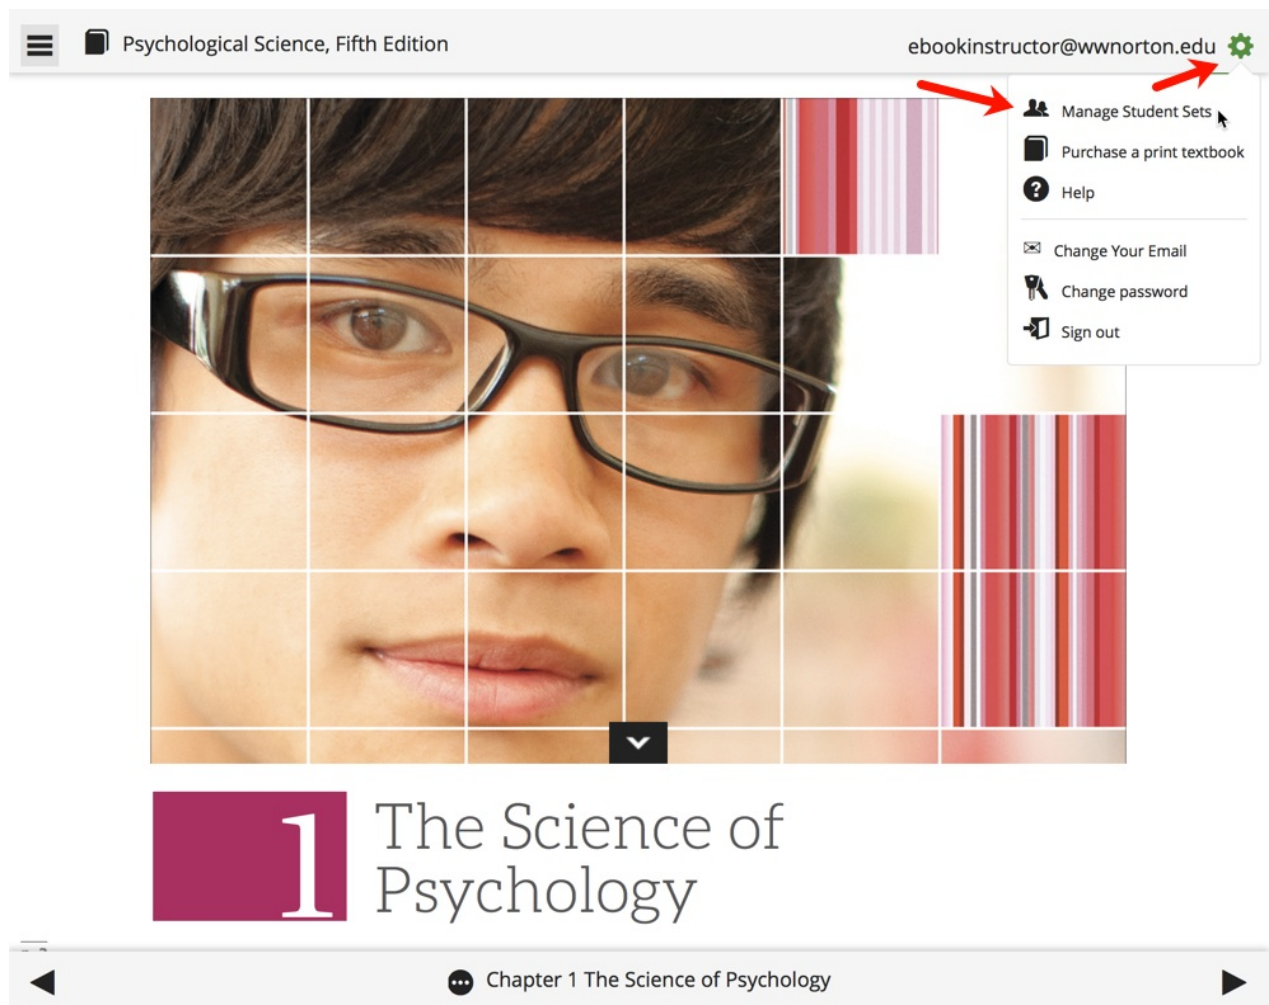 Psychological Science, Fifth Edition
ebookinstructor@wwnorton.edu
Manage Student Sets
Purchase a print textbook
Help
Change Your Email
Change password
Sign out
1
The Science of
Psychology
Chapter 1 The Science of Psychology